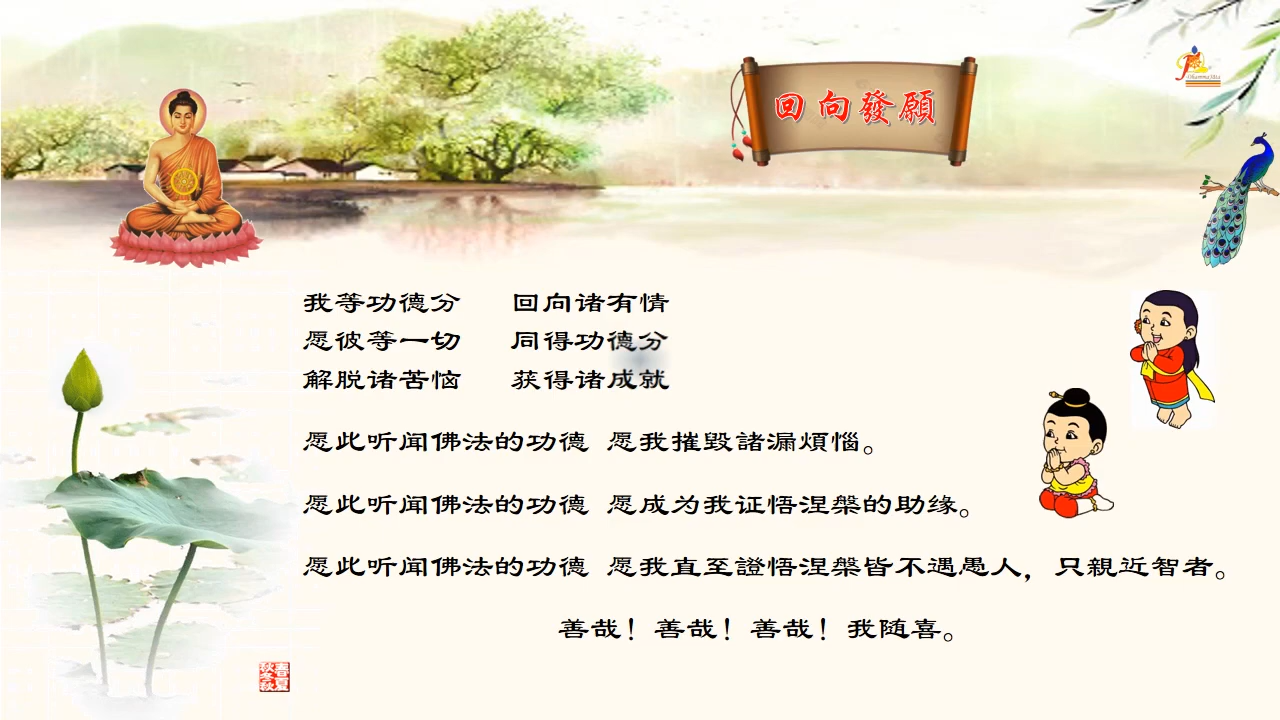 回向發願
我等功德分 回向诸有情
愿彼等一切 同得功德分
解脱诸苦恼 获得诸成就
愿此听闻佛法的功德 愿我摧毁諸漏煩惱。
愿此听闻佛法的功德 愿成为我证悟涅槃的助缘。
愿此听闻佛法的功德 愿我直至證悟涅槃皆不遇愚人，只親近智者。
善哉！善哉！善哉！我随喜。